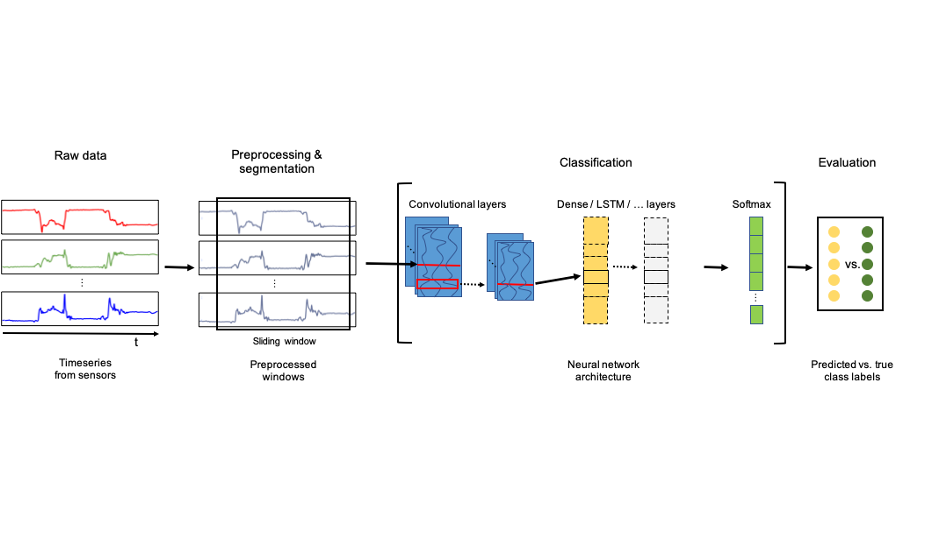 Raw data
Preprocessing &
segmentation
Classification
Evaluation
Convolutional layers
Dense / LSTM / … layers
Softmax
vs.
t
Sliding window
Timeseries
from sensors
Preprocessed
windows
Neural network
architecture
Predicted vs. true
class labels